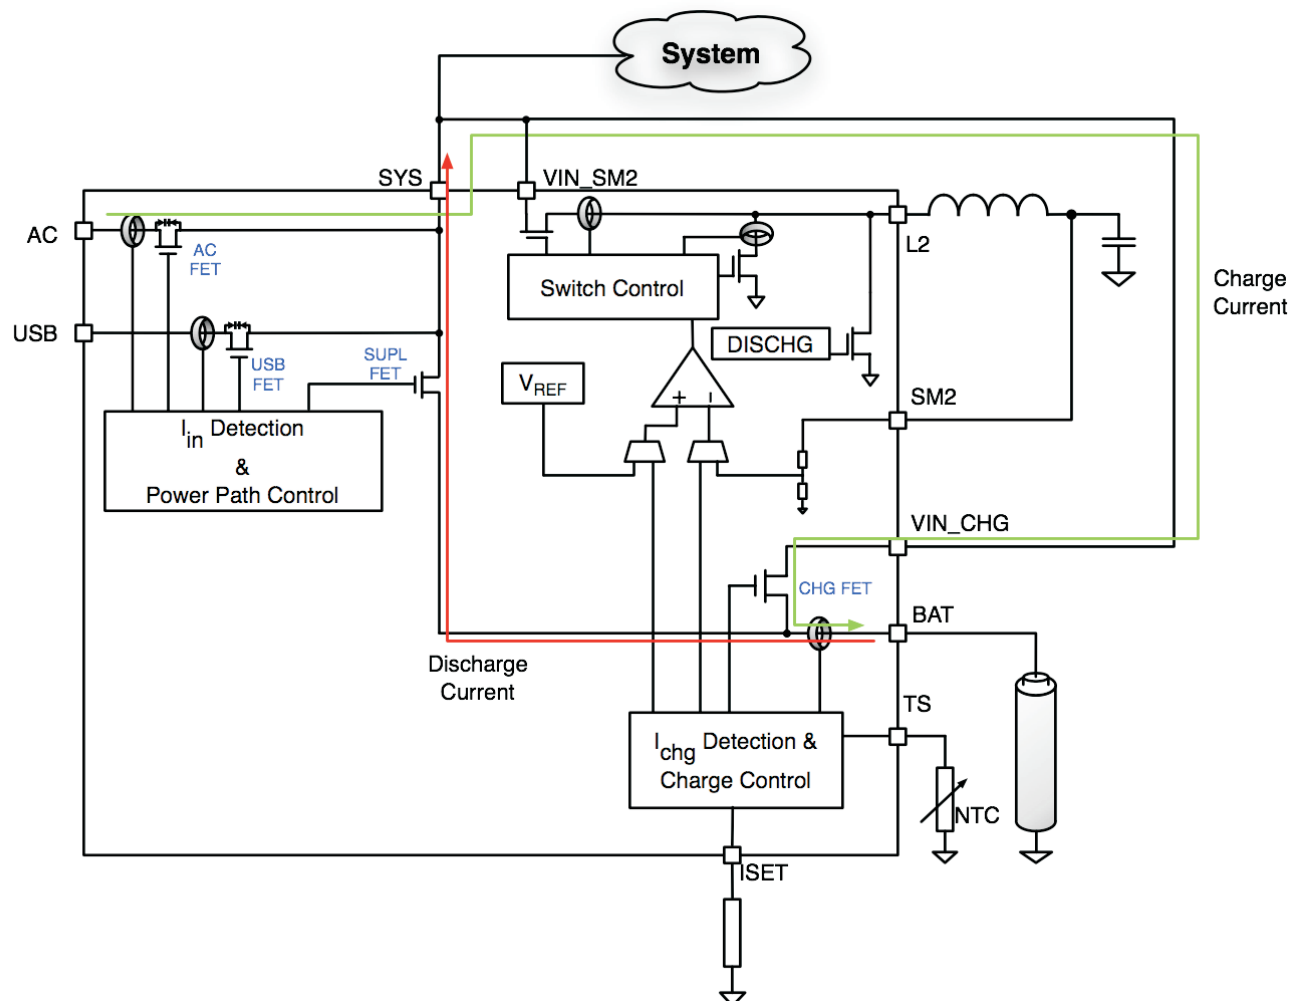 System
SYS
VIN_SM2
AC
AC
FET
L2
Switch Control
Charge
Current
USB
USB
FET
SUPL
FET
DISCHG
VREF
SM2
+
I
Iin Detection
&
Power Path Control
VIN_CHG
CHG FET
BAT
Discharge
Current
TS
Ichg Detection &
Charge Control
NTC
ISET